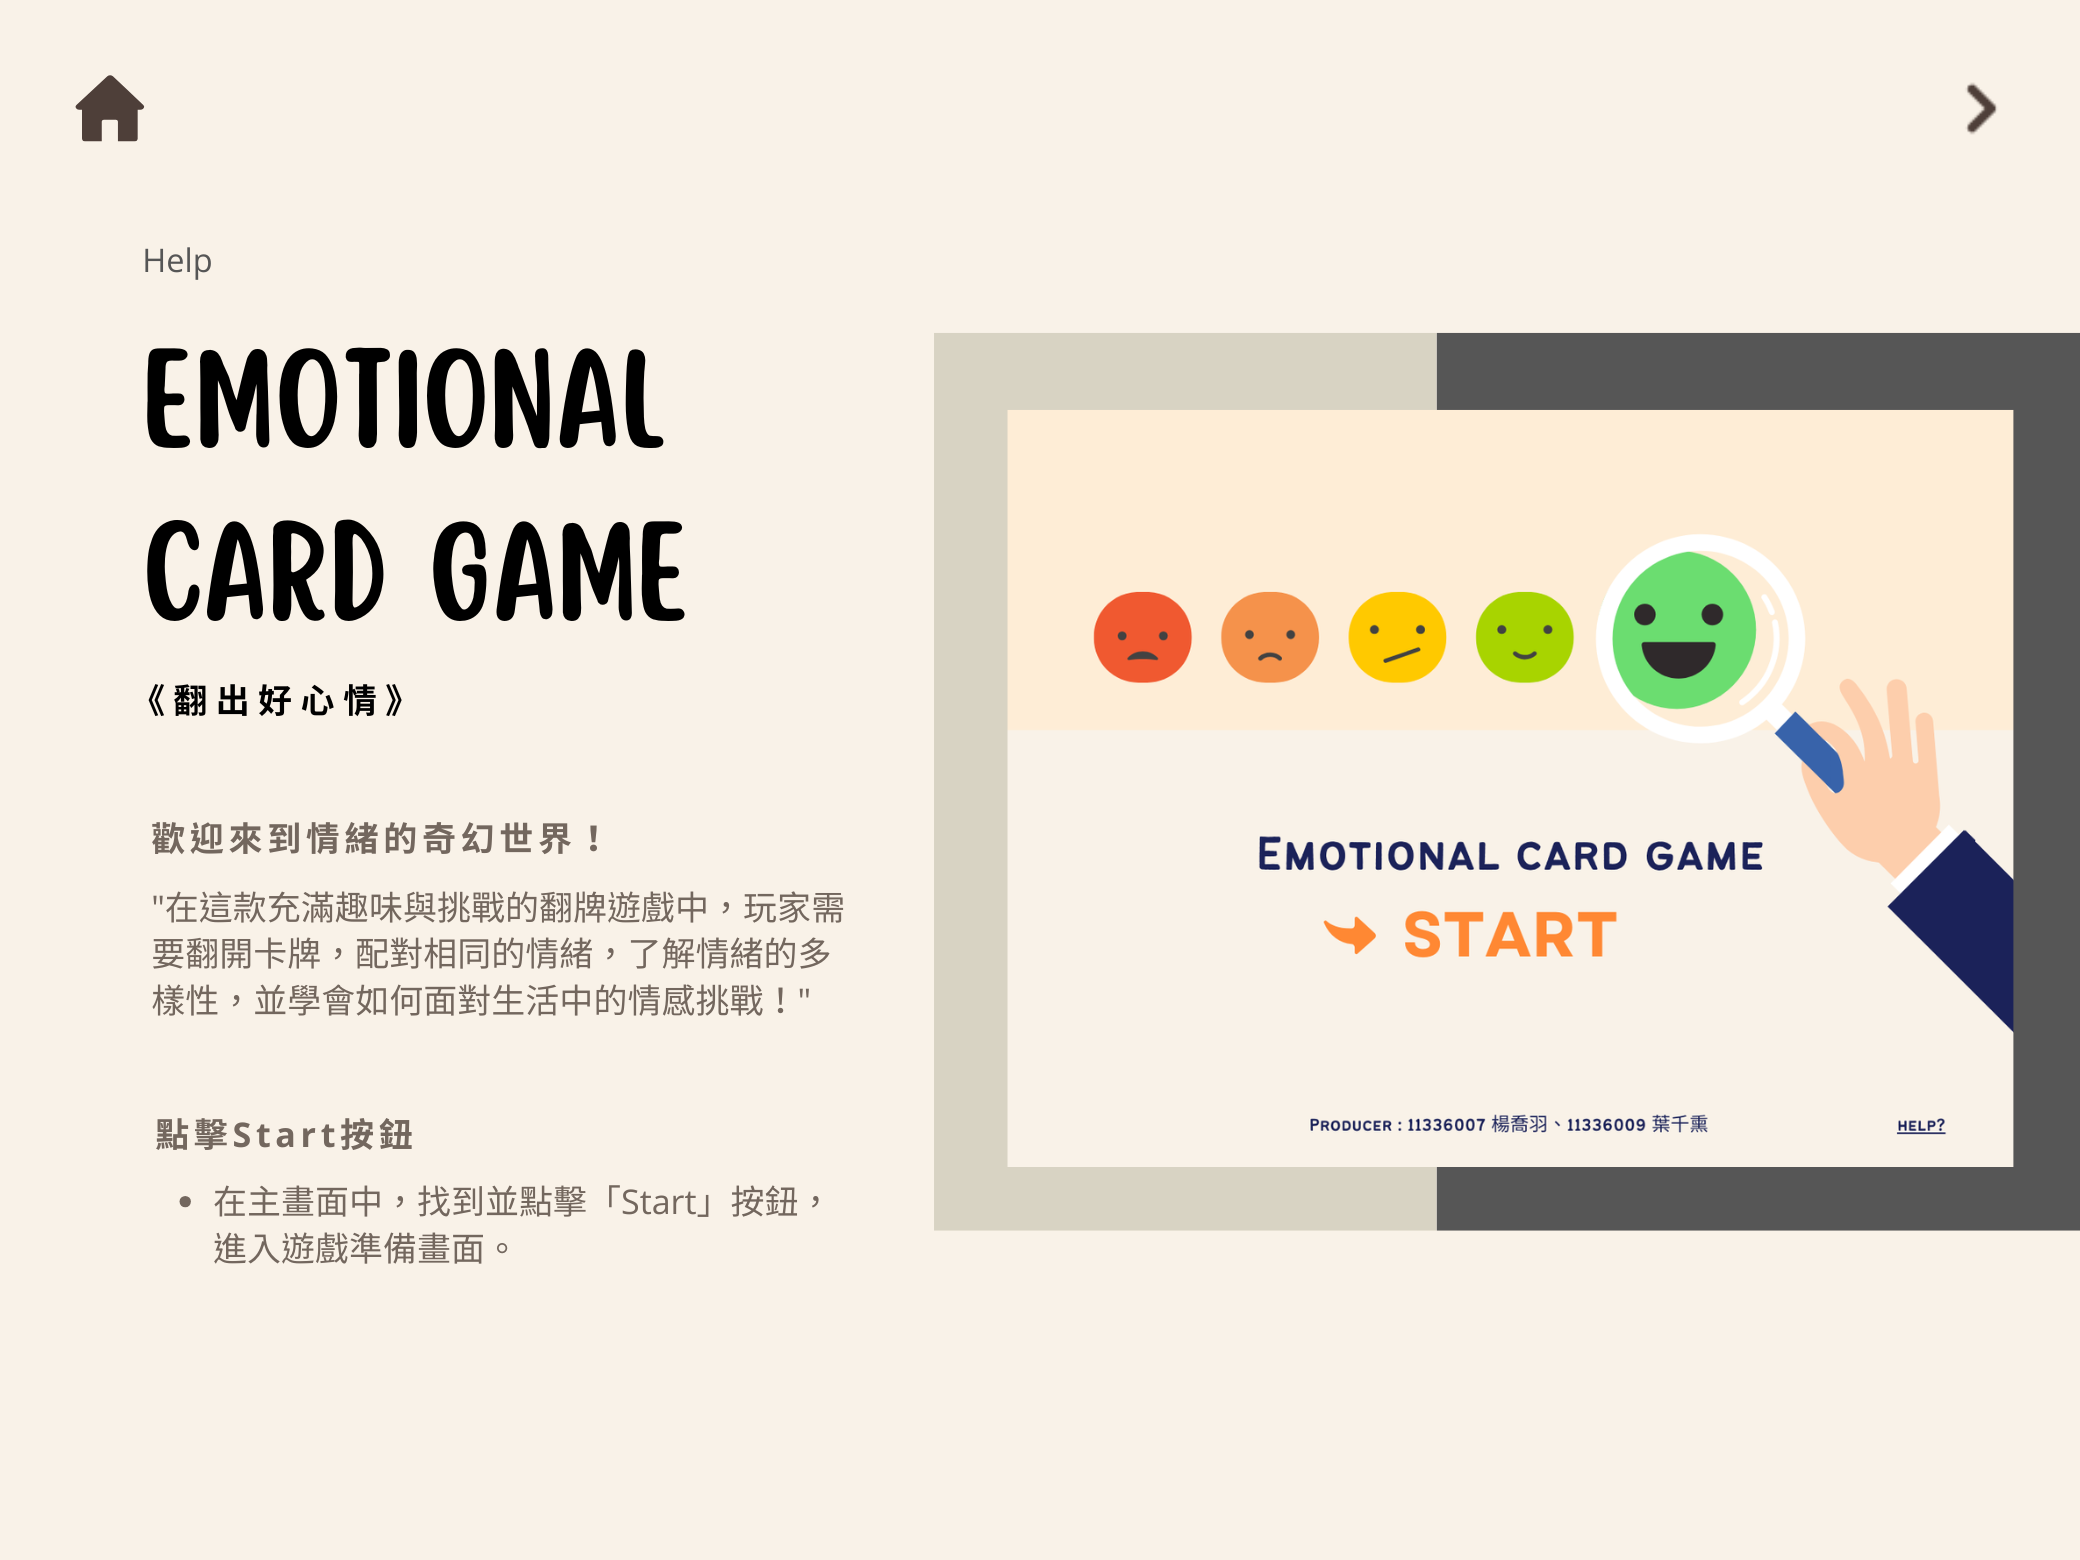 Help
EMOTIONAL
CARD GAME
《翻出好心情》
歡迎來到情緒的奇幻世界！
"在這款充滿趣味與挑戰的翻牌遊戲中，玩家需
要翻開卡牌，配對相同的情緒，了解情緒的多
樣性，並學會如何面對生活中的情感挑戰！"
點擊Start按鈕
• 在主畫面中，找到並點擊「Start」按鈕，
進入遊戲準備畫面。
EMOTIONAL CARD GAME
START
PRODUCER : 11336007 楊喬羽、11336009 葉千熏
HELP?